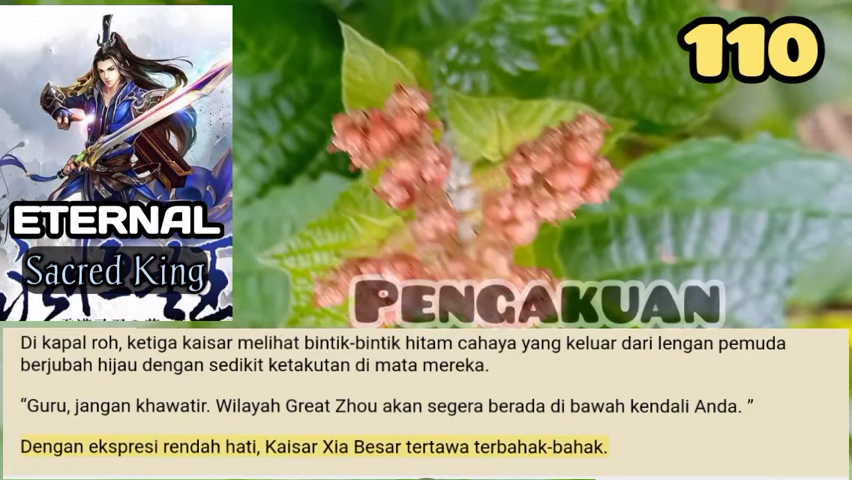 110
ETERNAL
Sacred King
PENGAKUAN
Di kapal roh, ketiga kaisar melihat bintik-bintik hitam cahaya yang keluar dari lengan pemuda
berjubah hijau dengan sedikit ketakutan di mata mereka.
“Guru, jangan khawatir. Wilayah Great Zhou akan segera berada di bawah kendali Anda. ”
Dengan ekspresi rendah hati, Kaisar Xia Besar tertawa terbahak-bahak.